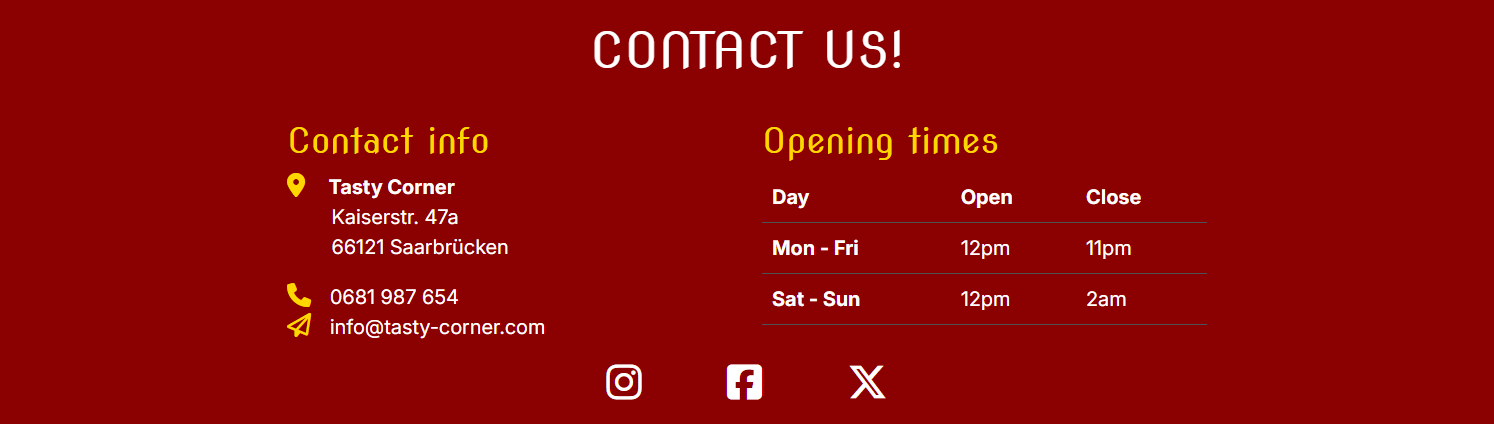 CONTACT US!
Contact info
Tasty Corner
Kaiserstr. 47a
66121 Saarbrücken
0681 987 654
info@tasty-corner.com
Opening times
Day Open Close
Mon - Fri 12pm 11pm
Sat - Sun 12pm 2am